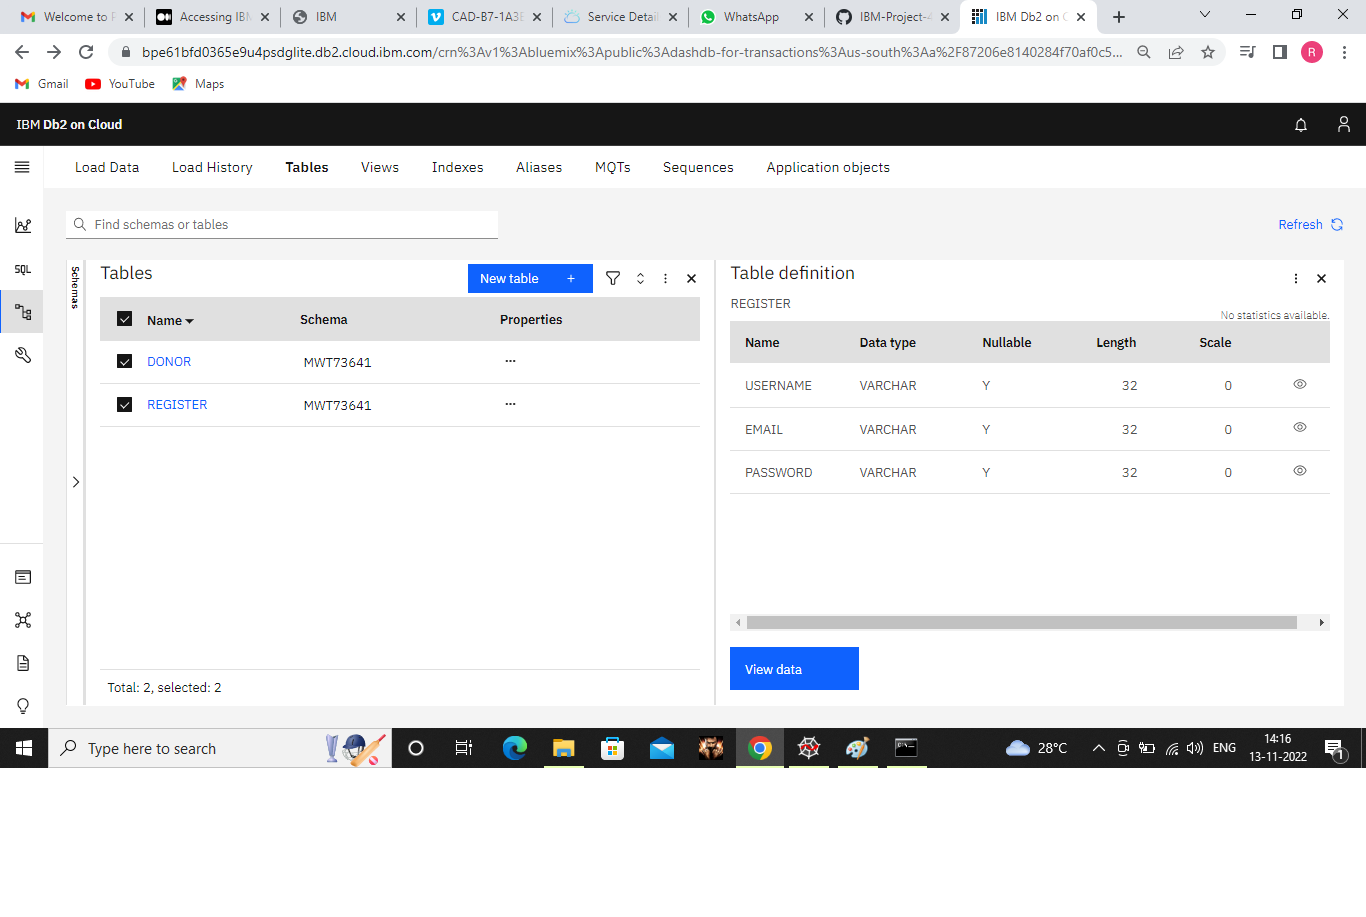 Welcome to P
Accessing IBM
IBM
CAD-B7-1A3E
Service Detail
WhatsApp
IBM-Project-4
IBM Db2 on C
bpe61bfd0365e9u4psdglite.db2.cloud.ibm.com/crn%3Av1%3Abluemix%3Apublic%3Adashdb-for-transactions%3Aus-south%3Aa%2F87206e8140284f70af0c5...
R
Gmail
YouTube
Maps
IBM Db2 on Cloud
Load Data
Load History
Tables
Views
Indexes
Aliases
MQTs
Sequences
Application objects
Find schemas or tables
Refresh
SQL
Schemas
Tables
New table +
Name
Schema
Properties
DONOR MWT73641 ...
REGISTER MWT73641 ...
Total: 2, selected: 2
Table definition
REGISTER
No statistics available.
Name Data type Nullable Length Scale
USERNAME VARCHAR Y 32 0
EMAIL VARCHAR Y 32 0
PASSWORD VARCHAR Y 32 0
View data
Type here to search
28°C
ENG
14:16
13-11-2022
1